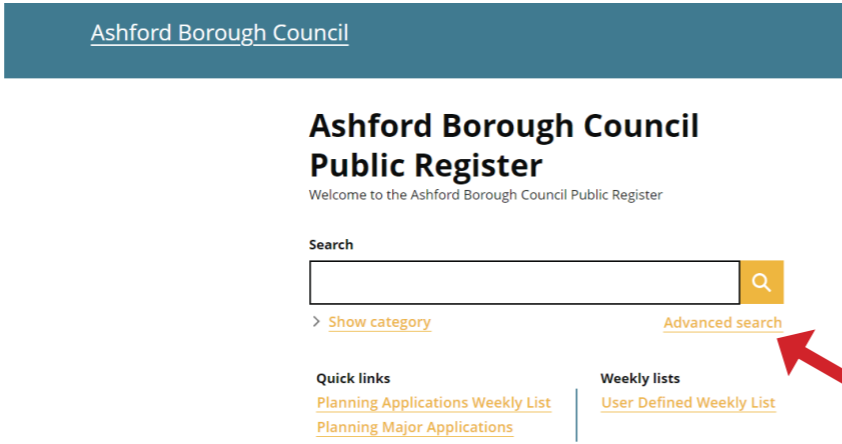 Ashford Borough Council
Ashford Borough Council
Public Register
Welcome to the Ashford Borough Council Public Register
Search
Show category
Advanced search
Quick links
Planning Applications Weekly List
Planning Major Applications
Weekly lists
User Defined Weekly List